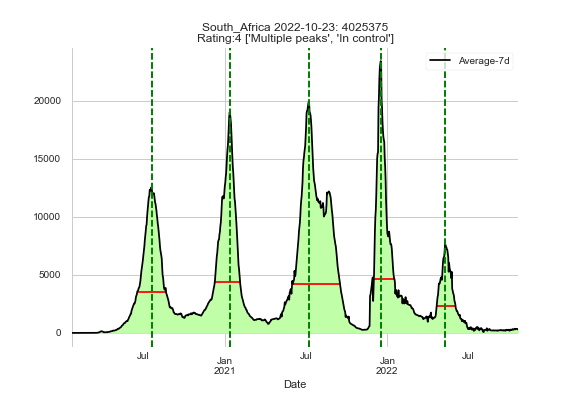 South_Africa 2022-10-23: 4025375
Rating:4 ['Multiple peaks', 'In control']
Average-7d
20000
15000
10000
5000
0
Jul
Jan
2021
Jul
Jan
2022
Jul
Date